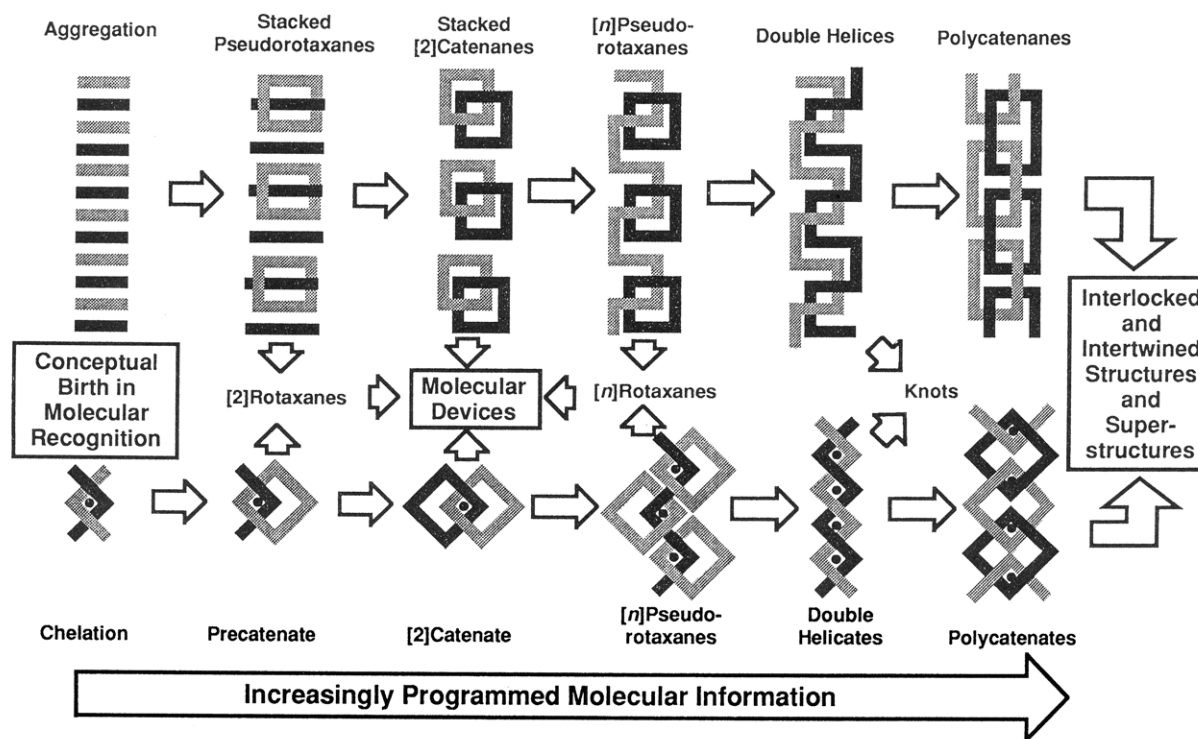 Aggregation
Stacked
Pseudorotaxanes
Stacked
[2]Catenanes
[n]Pseudo-
rotaxanes
Double Helices
Polycatenanes
Conceptual
Birth in
Molecular
Recognition
[2]Rotaxanes
Molecular
Devices
[n]Rotaxanes
Knots
Interlocked
and
Intertwined
Structures
and
Super-
structures
Chelation
Precatenate
[2]Catenate
[n]Pseudo-
rotaxanes
Double
Helicates
Polycatenates
Increasingly Programmed Molecular Information